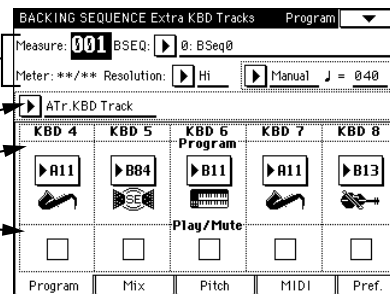 BACKING SEQUENCE Extra KBD Tracks Program
Measure: 001 BSEQ: 0: BSeq0
Meter: **/** Resolution: Hi Manual ♩ = 040
ATr.KBD Track
KBD 4 KBD 5 KBD 6 KBD 7 KBD 8
Program
A11 B84 B11 A11 B13
SE
Play/Mute
Program Mix Pitch MIDI Pref.